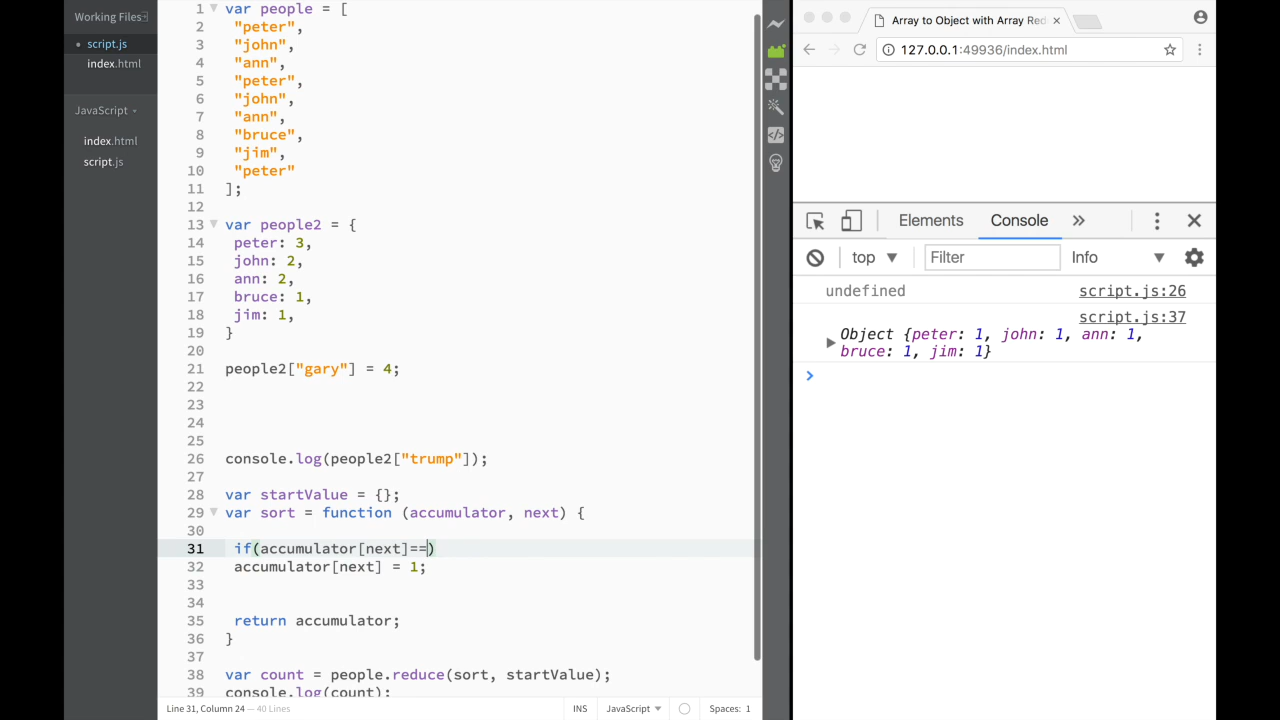 Working Files
script.js
index.html
JavaScript
index.html
script.js
1 var people = [
2 "peter",
3 "john",
4 "ann",
5 "peter",
6 "john",
7 "ann",
8 "bruce",
9 "jim",
10 "peter"
11 ];
12
13 var people2 = {
14 peter: 3,
15 john: 2,
16 ann: 2,
17 bruce: 1,
18 jim: 1,
19 }
20
21 people2["gary"] = 4;
22
23
24
25
26 console.log(people2["trump"]);
27
28 var startValue = {};
29 var sort = function (accumulator, next) {
30
31 if(accumulator[next]==)
32 accumulator[next] = 1;
33
34
35 return accumulator;
36 }
37
38 var count = people.reduce(sort, startValue);
39 console.log(count);
Line 31, Column 24 — 40 Lines
INS
JavaScript
Spaces: 1
Array to Object with Array Red
127.0.0.1:49936/index.html
Elements
Console
top
Filter
Info
undefined script.js:26
script.js:37
Object {peter: 1, john: 1, ann: 1,
bruce: 1, jim: 1}